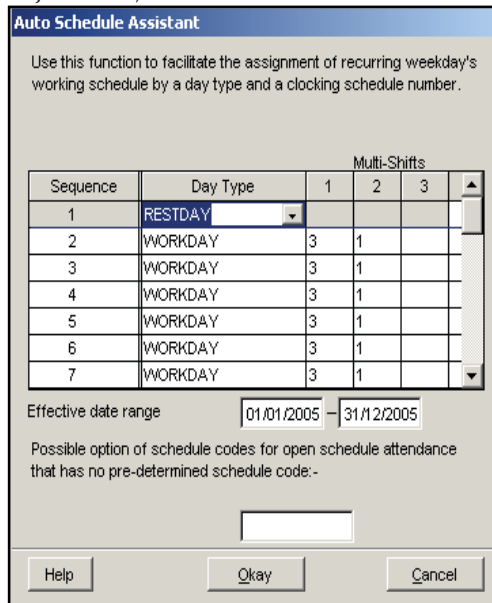 Auto Schedule Assistant
Use this function to facilitate the assignment of recurring weekday's
working schedule by a day type and a clocking schedule number.
Multi-Shifts
Sequence Day Type 1 2 3
1 RESTDAY
2 WORKDAY 3 1
3 WORKDAY 3 1
4 WORKDAY 3 1
5 WORKDAY 3 1
6 WORKDAY 3 1
7 WORKDAY 3 1
Effective date range 01/01/2005 – 31/12/2005
Possible option of schedule codes for open schedule attendance
that has no pre-determined schedule code:-
Help Okay Cancel